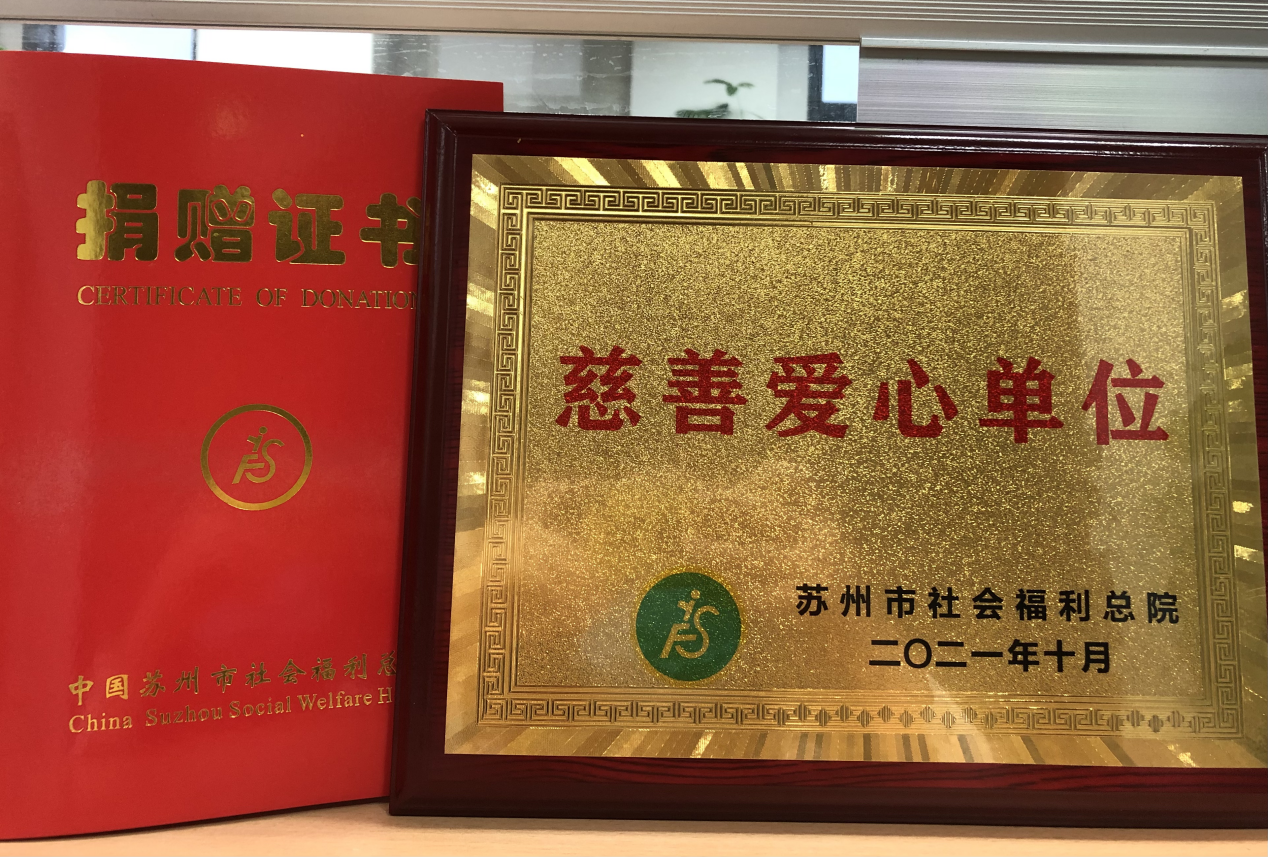 捐赠证书
CERTIFICATE OF DONATION
中国苏州市社会福利总
China Suzhou Social Welfare H
慈善爱心单位
苏州市社会福利总院
二〇二一年十月